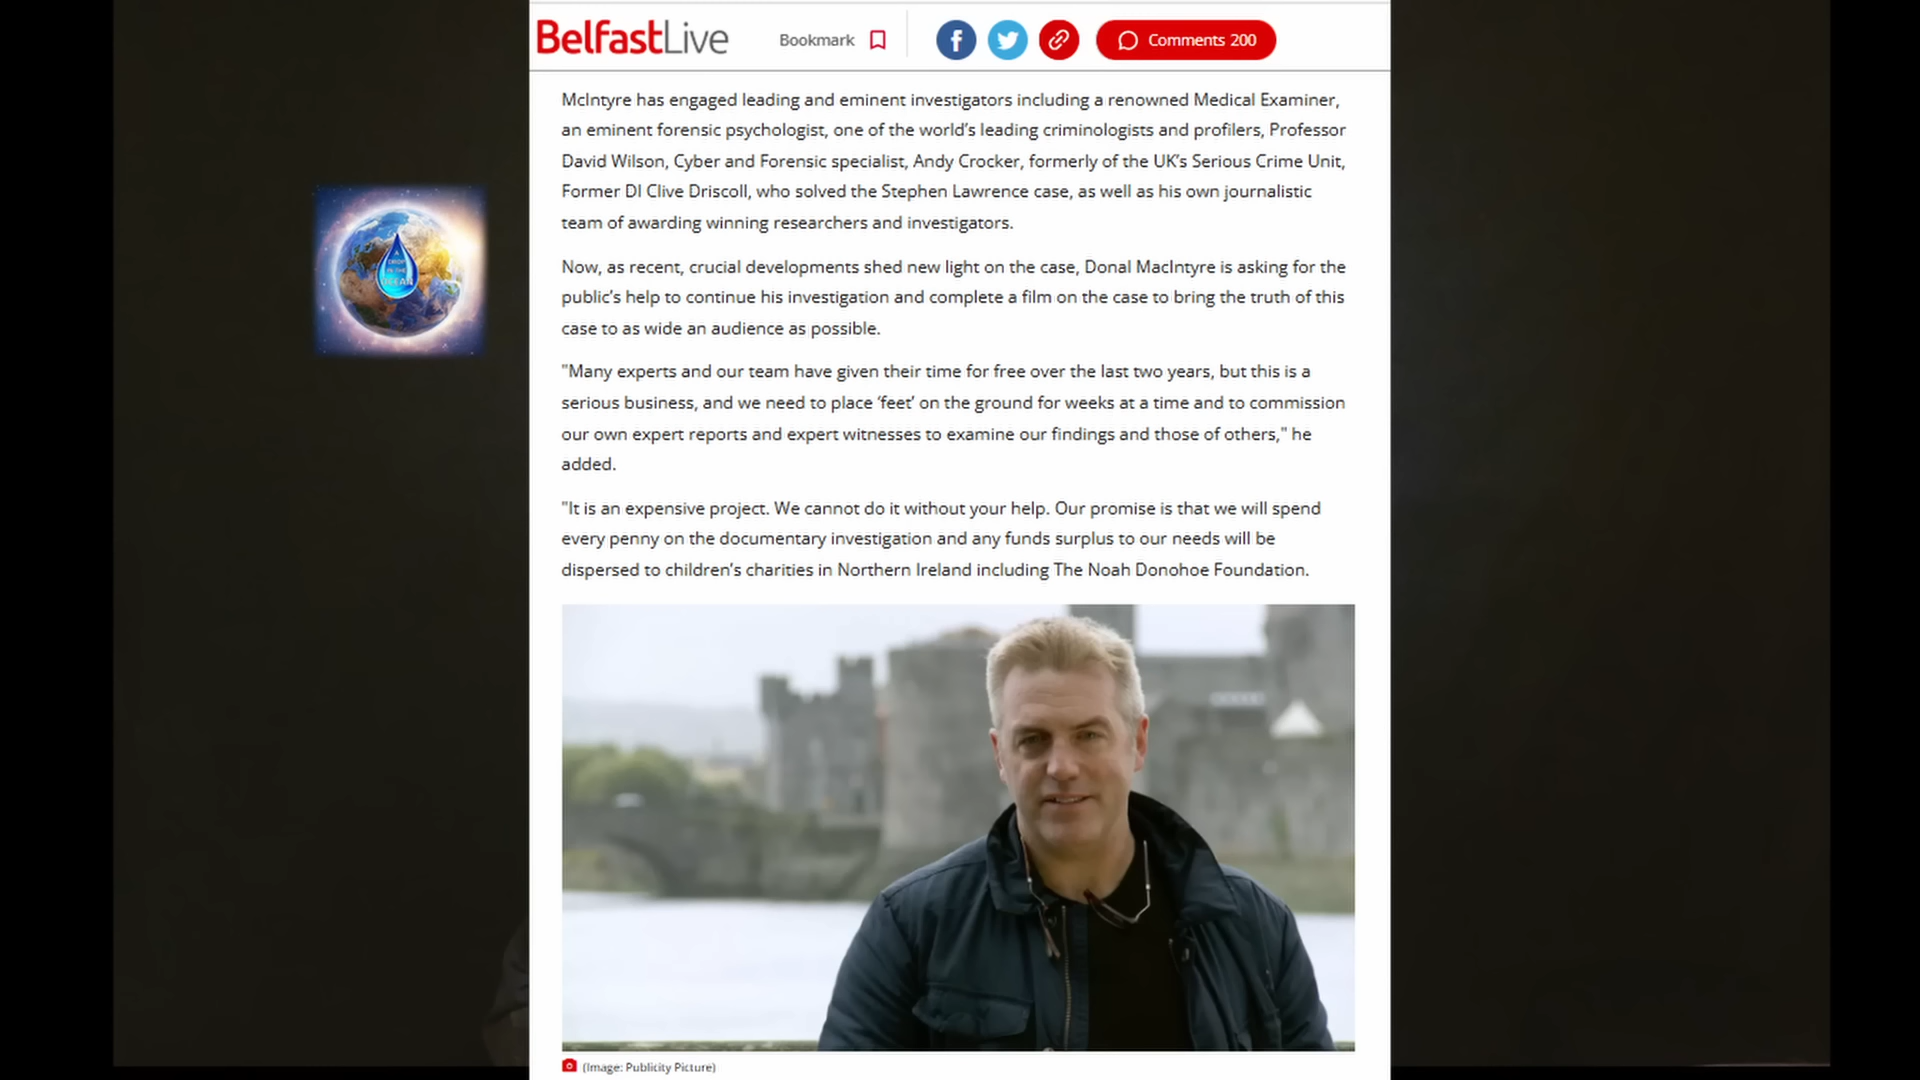 BelfastLive
Bookmark
Comments 200
McIntyre has engaged leading and eminent investigators including a renowned Medical Examiner,
an eminent forensic psychologist, one of the world's leading criminologists and profilers, Professor
David Wilson, Cyber and Forensic specialist, Andy Crocker, formerly of the UK's Serious Crime Unit,
Former DI Clive Driscoll, who solved the Stephen Lawrence case, as well as his own journalistic
team of awarding winning researchers and investigators.
Now, as recent, crucial developments shed new light on the case, Donal MacIntyre is asking for the
public's help to continue his investigation and complete a film on the case to bring the truth of this
case to as wide an audience as possible.
"Many experts and our team have given their time for free over the last two years, but this is a
serious business, and we need to place 'feet' on the ground for weeks at a time and to commission
our own expert reports and expert witnesses to examine our findings and those of others," he
added.
"It is an expensive project. We cannot do it without your help. Our promise is that we will spend
every penny on the documentary investigation and any funds surplus to our needs will be
dispersed to children's charities in Northern Ireland including The Noah Donohoe Foundation.
(Image: Publicity Picture)
A
DROP
IN THE
OCEAN